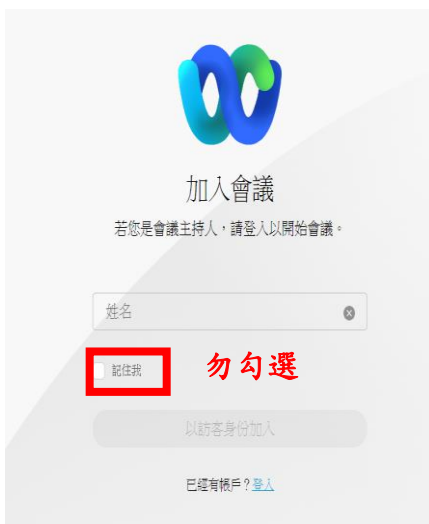 加入會議
若您是會議主持人，請登入以開始會議。
姓名
記住我 勿勾選
以訪客身份加入
已經有帳戶？登入